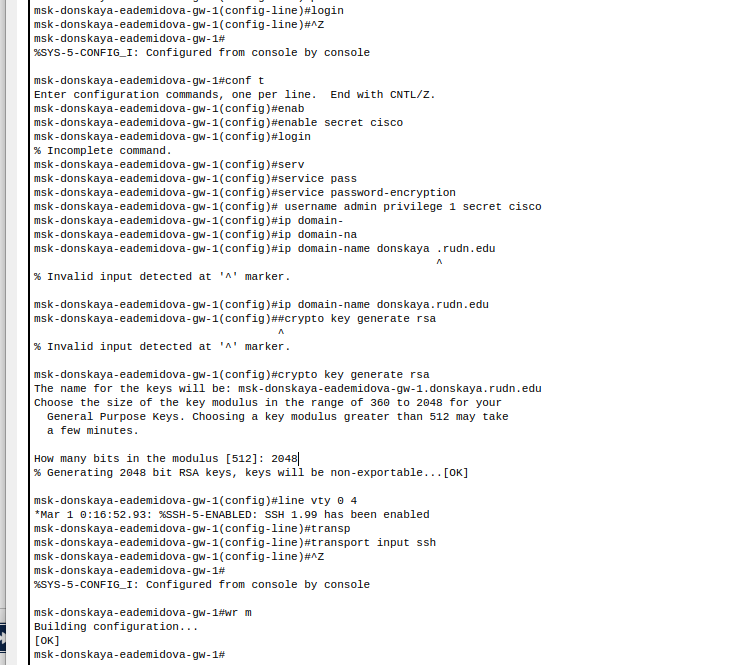 msk-donskaya-eademidova-gw-1(config-line)#login
msk-donskaya-eademidova-gw-1(config-line)#^Z
msk-donskaya-eademidova-gw-1#
%SYS-5-CONFIG_I: Configured from console by console
msk-donskaya-eademidova-gw-1#conf t
Enter configuration commands, one per line.  End with CNTL/Z.
msk-donskaya-eademidova-gw-1(config)#enab
msk-donskaya-eademidova-gw-1(config)#enable secret cisco
msk-donskaya-eademidova-gw-1(config)#login
% Incomplete command.
msk-donskaya-eademidova-gw-1(config)#serv
msk-donskaya-eademidova-gw-1(config)#service pass
msk-donskaya-eademidova-gw-1(config)#service password-encryption
msk-donskaya-eademidova-gw-1(config)# username admin privilege 1 secret cisco
msk-donskaya-eademidova-gw-1(config)#ip domain-
msk-donskaya-eademidova-gw-1(config)#ip domain-na
msk-donskaya-eademidova-gw-1(config)#ip domain-name donskaya .rudn.edu
^
% Invalid input detected at '^' marker.
msk-donskaya-eademidova-gw-1(config)#ip domain-name donskaya.rudn.edu
msk-donskaya-eademidova-gw-1(config)##crypto key generate rsa
^
% Invalid input detected at '^' marker.
msk-donskaya-eademidova-gw-1(config)#crypto key generate rsa
The name for the keys will be: msk-donskaya-eademidova-gw-1.donskaya.rudn.edu
Choose the size of the key modulus in the range of 360 to 2048 for your
General Purpose Keys. Choosing a key modulus greater than 512 may take
a few minutes.
How many bits in the modulus [512]: 2048
% Generating 2048 bit RSA keys, keys will be non-exportable...[OK]
msk-donskaya-eademidova-gw-1(config)#line vty 0 4
*Mar 1 0:16:52.93: %SSH-5-ENABLED: SSH 1.99 has been enabled
msk-donskaya-eademidova-gw-1(config-line)#transp
msk-donskaya-eademidova-gw-1(config-line)#transport input ssh
msk-donskaya-eademidova-gw-1(config-line)#^Z
msk-donskaya-eademidova-gw-1#
%SYS-5-CONFIG_I: Configured from console by console
msk-donskaya-eademidova-gw-1#wr m
Building configuration...
[OK]
msk-donskaya-eademidova-gw-1#